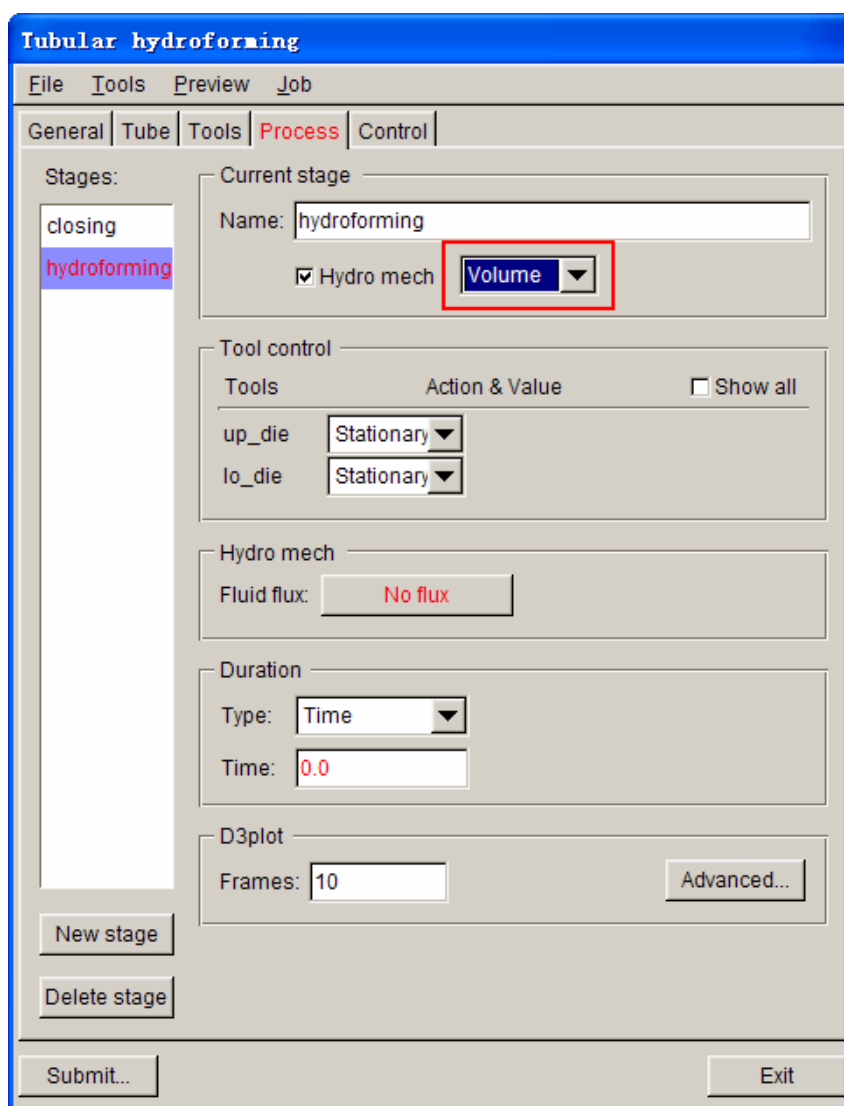 Tubular hydroforming
File Tools Preview Job
General Tube Tools Process Control
Stages:
closing
hydroforming
New stage
Delete stage
Current stage
Name: hydroforming
Hydro mech Volume
Tool control
Tools Action & Value Show all
up_die Stationary
lo_die Stationary
Hydro mech
Fluid flux: No flux
Duration
Type: Time
Time: 0.0
D3plot
Frames: 10 Advanced...
Submit... Exit